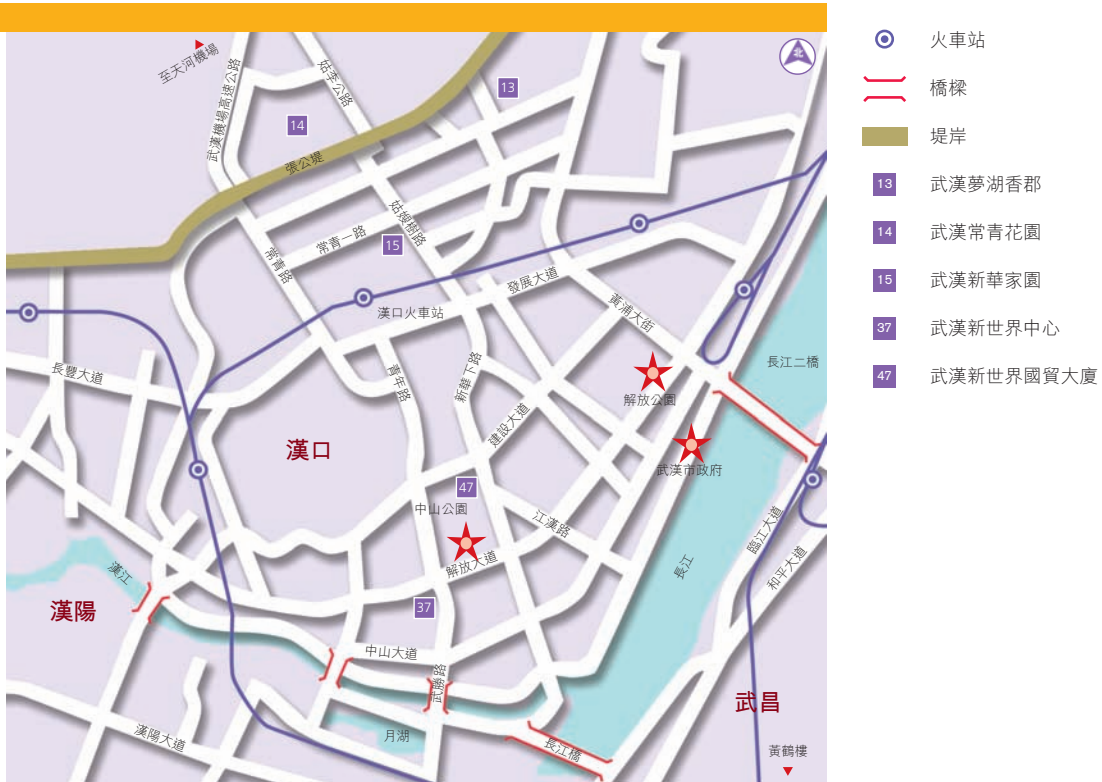 至天河機場
北
武漢機場高速公路
姑李公路
13
14
張公堤
姑嫂樹路
常青一路
15
常青路
發展大道
漢口火車站
黃浦大街
長江二橋
長豐大道
青年路
新華下路
解放公園
建設大道
漢口
武漢市政府
47
中山公園
江漢路
臨江大道
解放大道
長江
和平大道
漢江
漢陽
37
中山大道
武勝路
武昌
漢陽大道
月湖
長江橋
黃鶴樓
火車站
橋樑
堤岸
13 武漢夢湖香郡
14 武漢常青花園
15 武漢新華家園
37 武漢新世界中心
47 武漢新世界國貿大廈